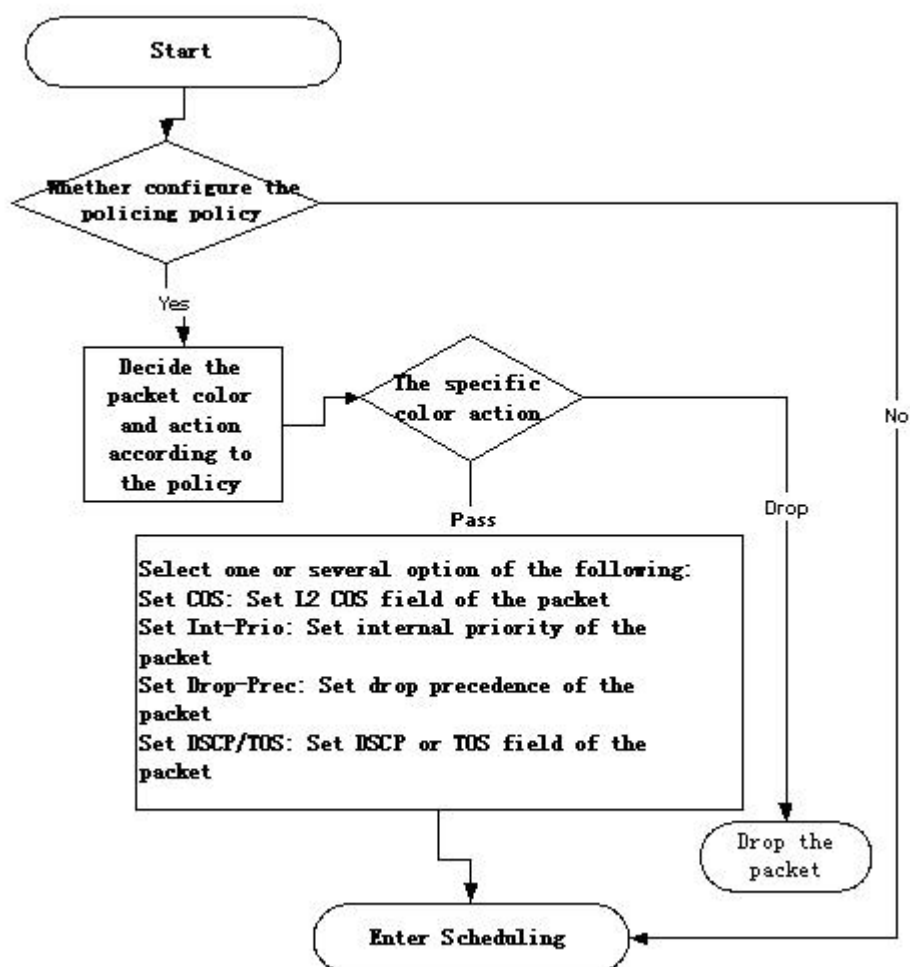 Start
Whether configure the
policing policy
Yes
Decide the
packet color
and action
according to
the policy
The specific
color action
No
Drop
Pass
Select one or several option of the following:
Set COS: Set L2 COS field of the packet
Set Int-Prio: Set internal priority of the
packet
Set Drop-Prec: Set drop precedence of the
packet
Set DSCP/TOS: Set DSCP or TOS field of the
packet
Drop the
packet
Enter Scheduling